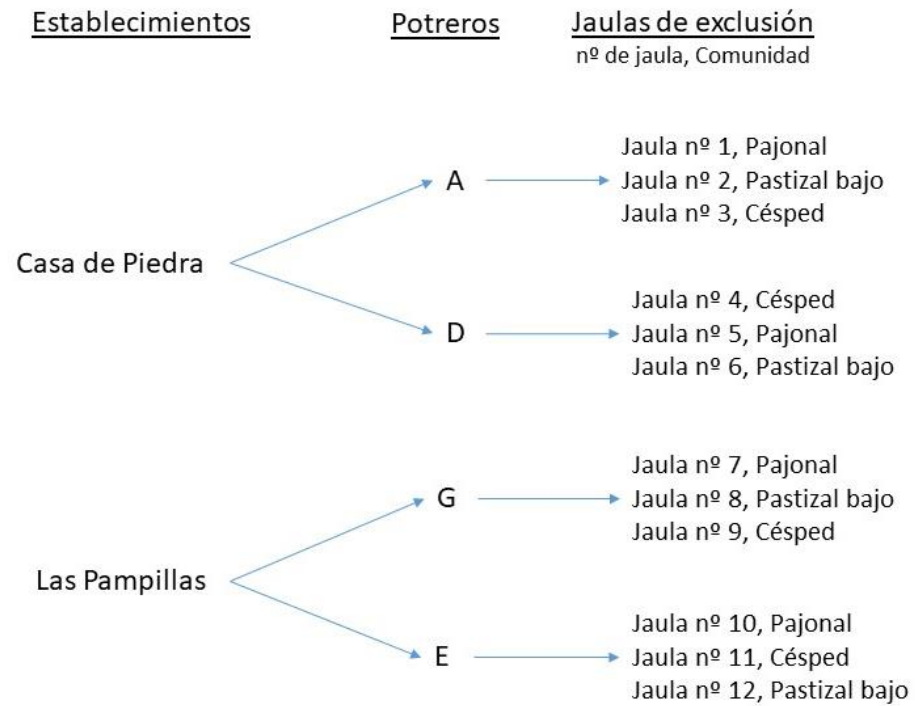 Establecimientos
Potreros
Jaulas de exclusión
nº de jaula, Comunidad
Casa de Piedra
A
Jaula nº 1, Pajonal
Jaula nº 2, Pastizal bajo
Jaula nº 3, Césped
D
Jaula nº 4, Césped
Jaula nº 5, Pajonal
Jaula nº 6, Pastizal bajo
Las Pampillas
G
Jaula nº 7, Pajonal
Jaula nº 8, Pastizal bajo
Jaula nº 9, Césped
E
Jaula nº 10, Pajonal
Jaula nº 11, Césped
Jaula nº 12, Pastizal bajo